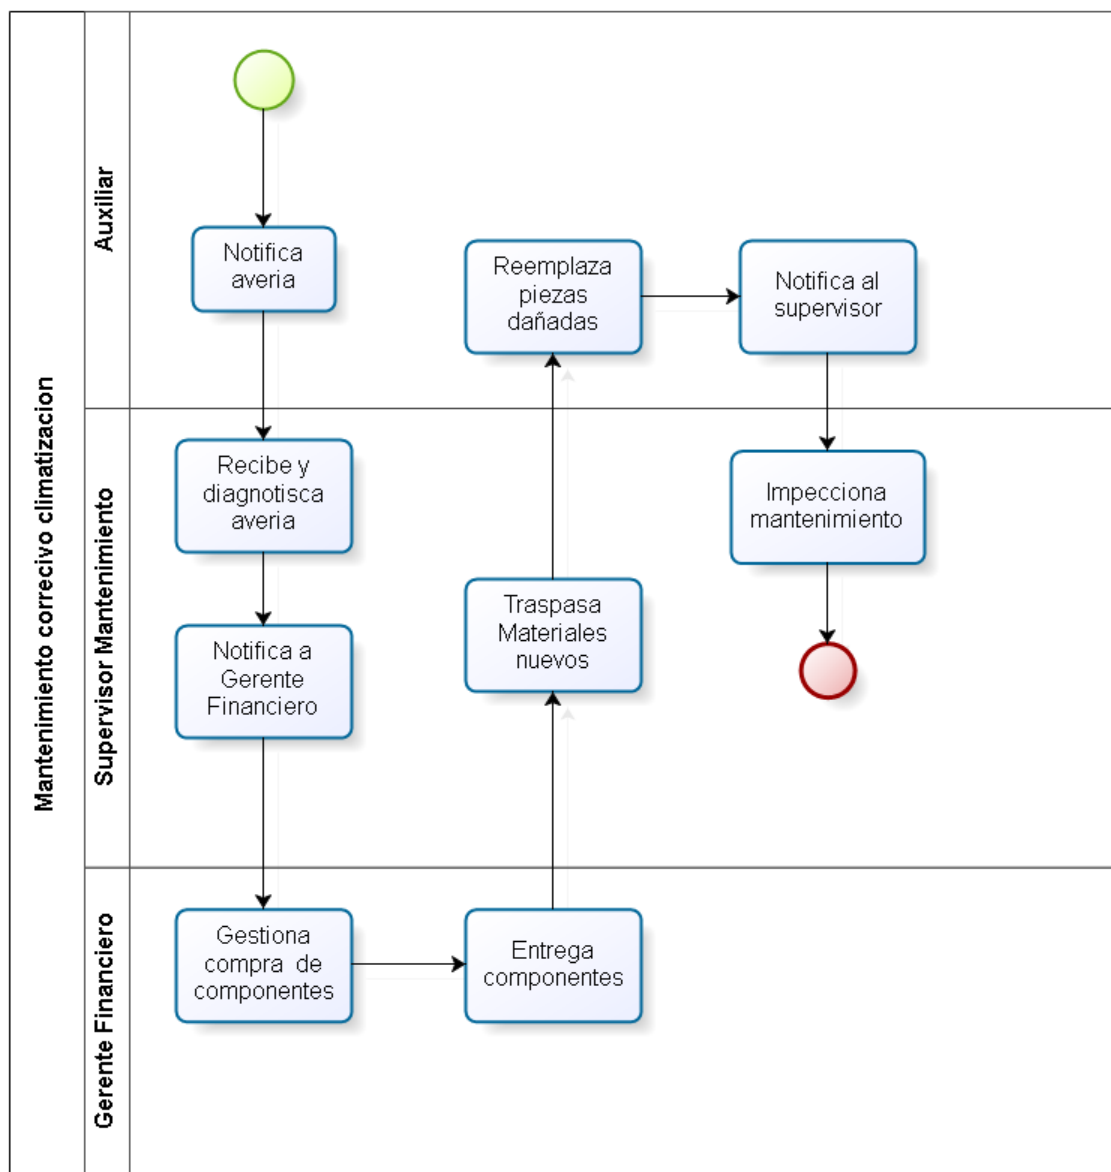 Mantenimiento correcivo climatizacion
Auxiliar
Notifica
averia
Reemplaza
piezas
dañadas
Notifica al
supervisor
Supervisor Mantenimiento
Recibe y
diagnotisca
averia
Impecciona
mantenimiento
Notifica a
Gerente
Financiero
Traspasa
Materiales
nuevos
Gerente Financiero
Gestiona
compra de
componentes
Entrega
componentes